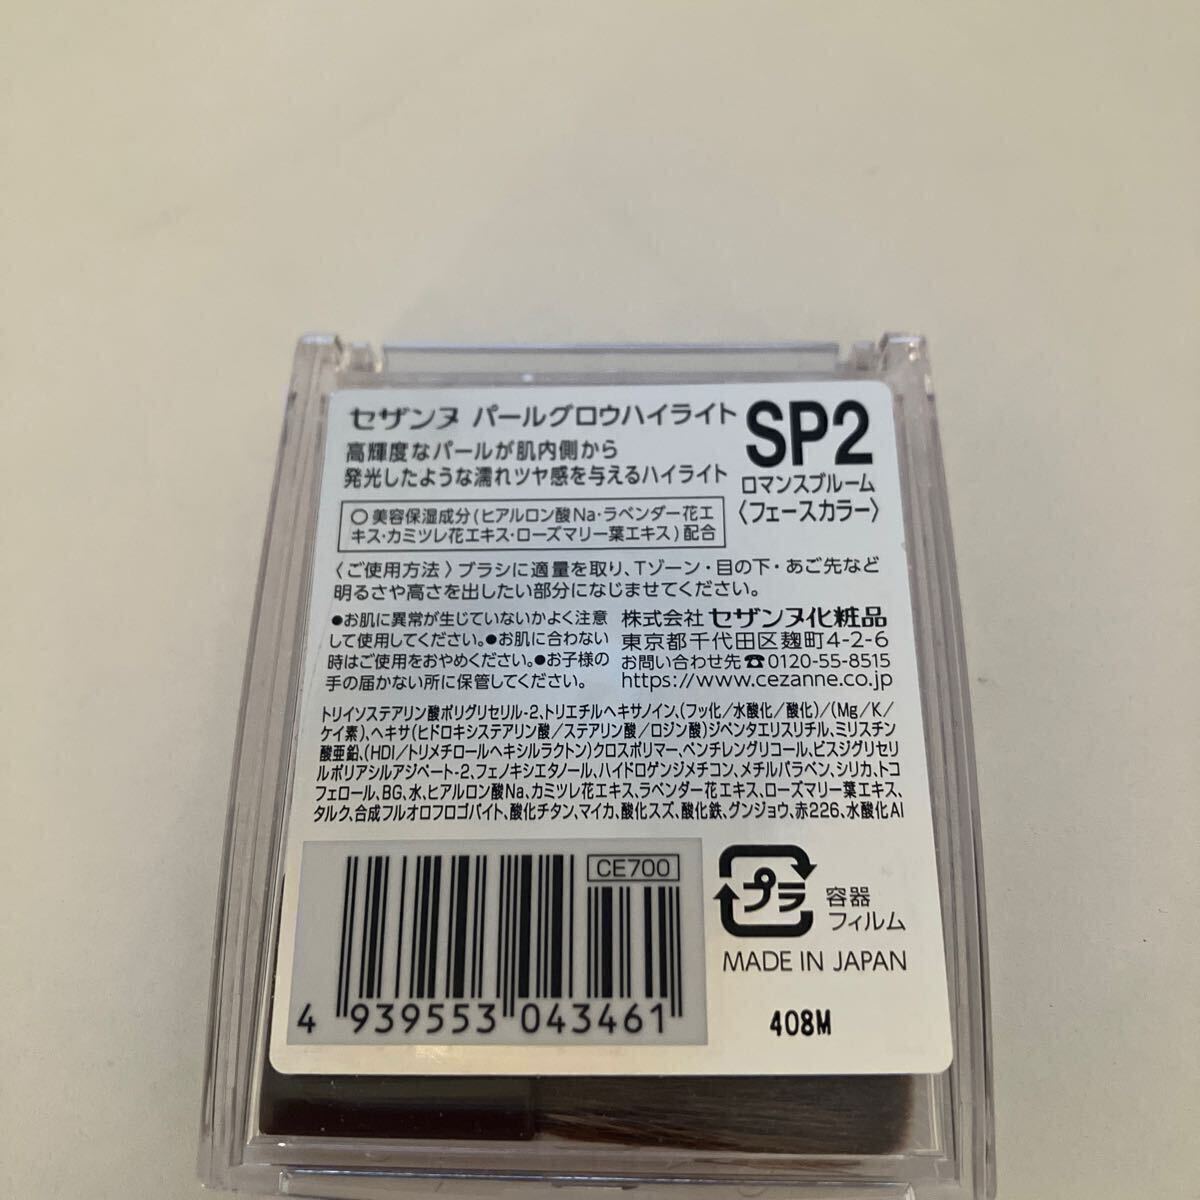 セザンヌ パールグロウハイライト
高輝度なパールが肌内側から
発光したような濡れツヤ感を与えるハイライト
SP2
ロマンスブルーム
〈フェースカラー〉
○美容保湿成分(ヒアルロン酸Na・ラベンダー花エ
キス・カミツレ花エキス・ローズマリー葉エキス)配合
〈ご使用方法〉ブラシに適量を取り、Tゾーン・目の下・あご先など
明るさや高さを出したい部分になじませてください。
●お肌に異常が生じていないかよく注意
して使用してください。●お肌に合わない
時はご使用をおやめください。●お子様の
手の届かない所に保管してください。
株式会社 セザンヌ化粧品
東京都千代田区麹町4-2-6
お問い合わせ先☎0120-55-8515
https://www.cezanne.co.jp
トリイソステアリン酸ポリグリセリル-2、トリエチルヘキサノイン、(フッ化/水酸化/酸化)/(Mg/K/
ケイ素)、ヘキサ(ヒドロキシステアリン酸/ステアリン酸/ロジン酸)ジペンタエリスリチル、ミリスチン
酸亜鉛、(HDI/トリメチロールヘキシルラクトン)クロスポリマー、ペンチレングリコール、ビスジグリセリ
ルポリアシルアジペート-2、フェノキシエタノール、ハイドロゲンジメチコン、メチルパラベン、シリカ、トコ
フェロール、BG、水、ヒアルロン酸Na、カミツレ花エキス、ラベンダー花エキス、ローズマリー葉エキス、
タルク、合成フルオロフロゴパイト、酸化チタン、マイカ、酸化スズ、酸化鉄、グンジョウ、赤226、水酸化Al
CE700
4 939553 043461
プラ
容器
フィルム
MADE IN JAPAN
408M